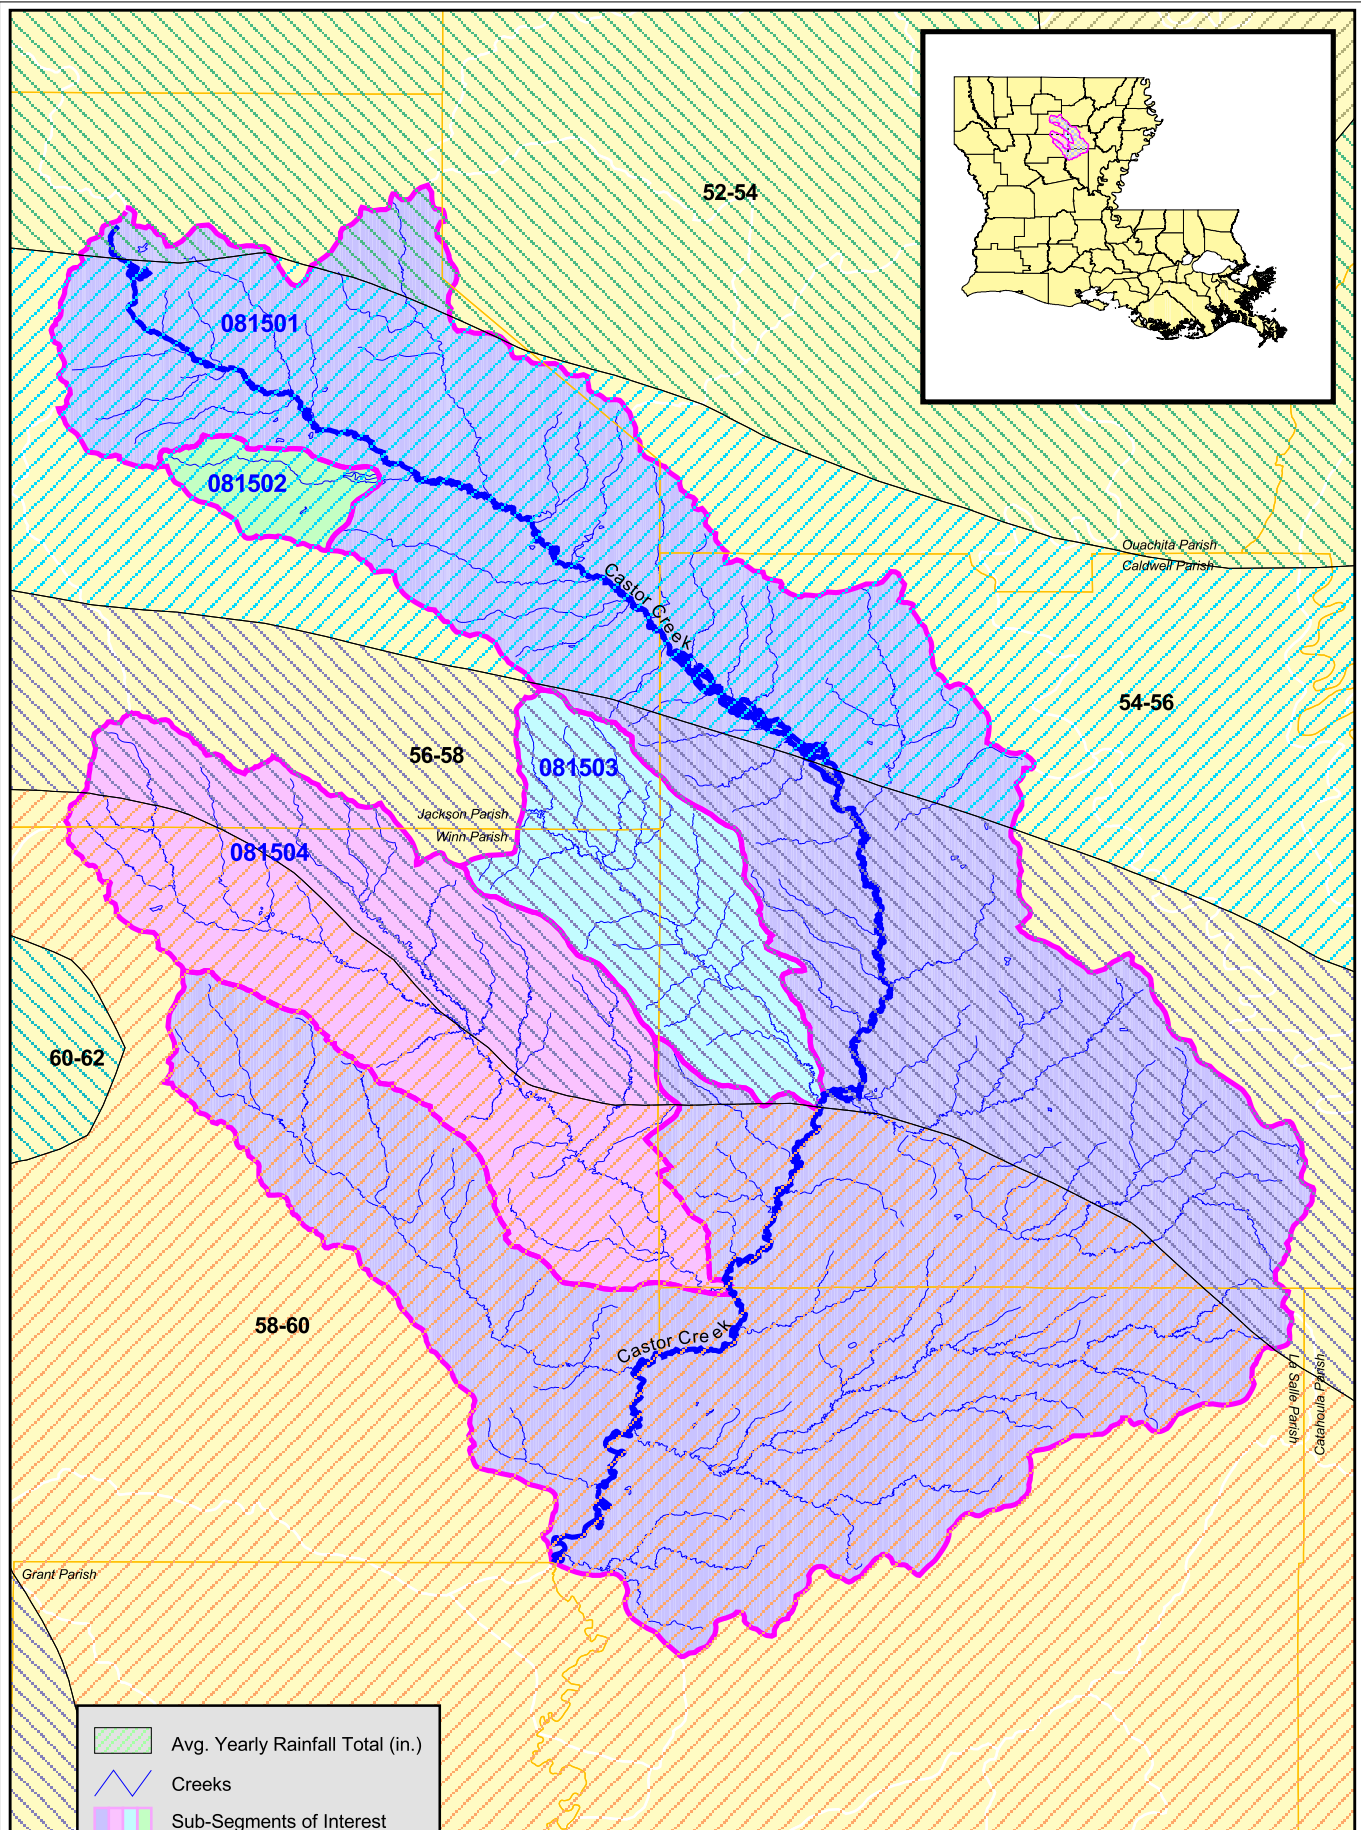 52-54
081501
081502
Ouachita Parish
Caldwell Parish
Castor Creek
54-56
56-58
081503
Jackson Parish
Winn Parish
081504
60-62
58-60
Castor Creek
La Salle Parish
Catahoula Parish
Grant Parish
Avg. Yearly Rainfall Total (in.)
Creeks
Sub-Segments of Interest